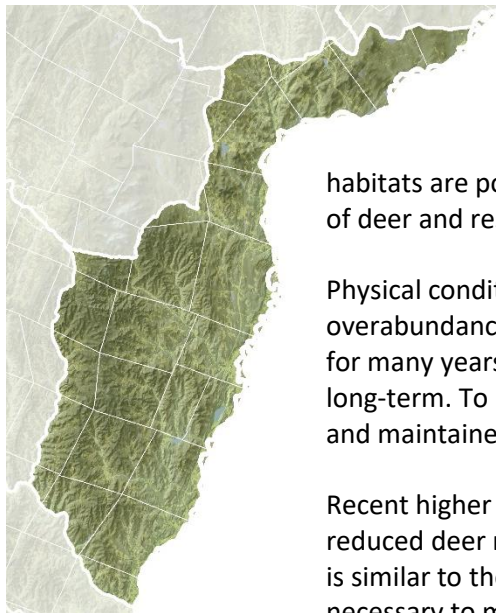 habitats are po
of deer and re
Physical condit
overabundanc
for many years
long-term. To
and maintaine
Recent higher
reduced deer r
is similar to the
necessary to m